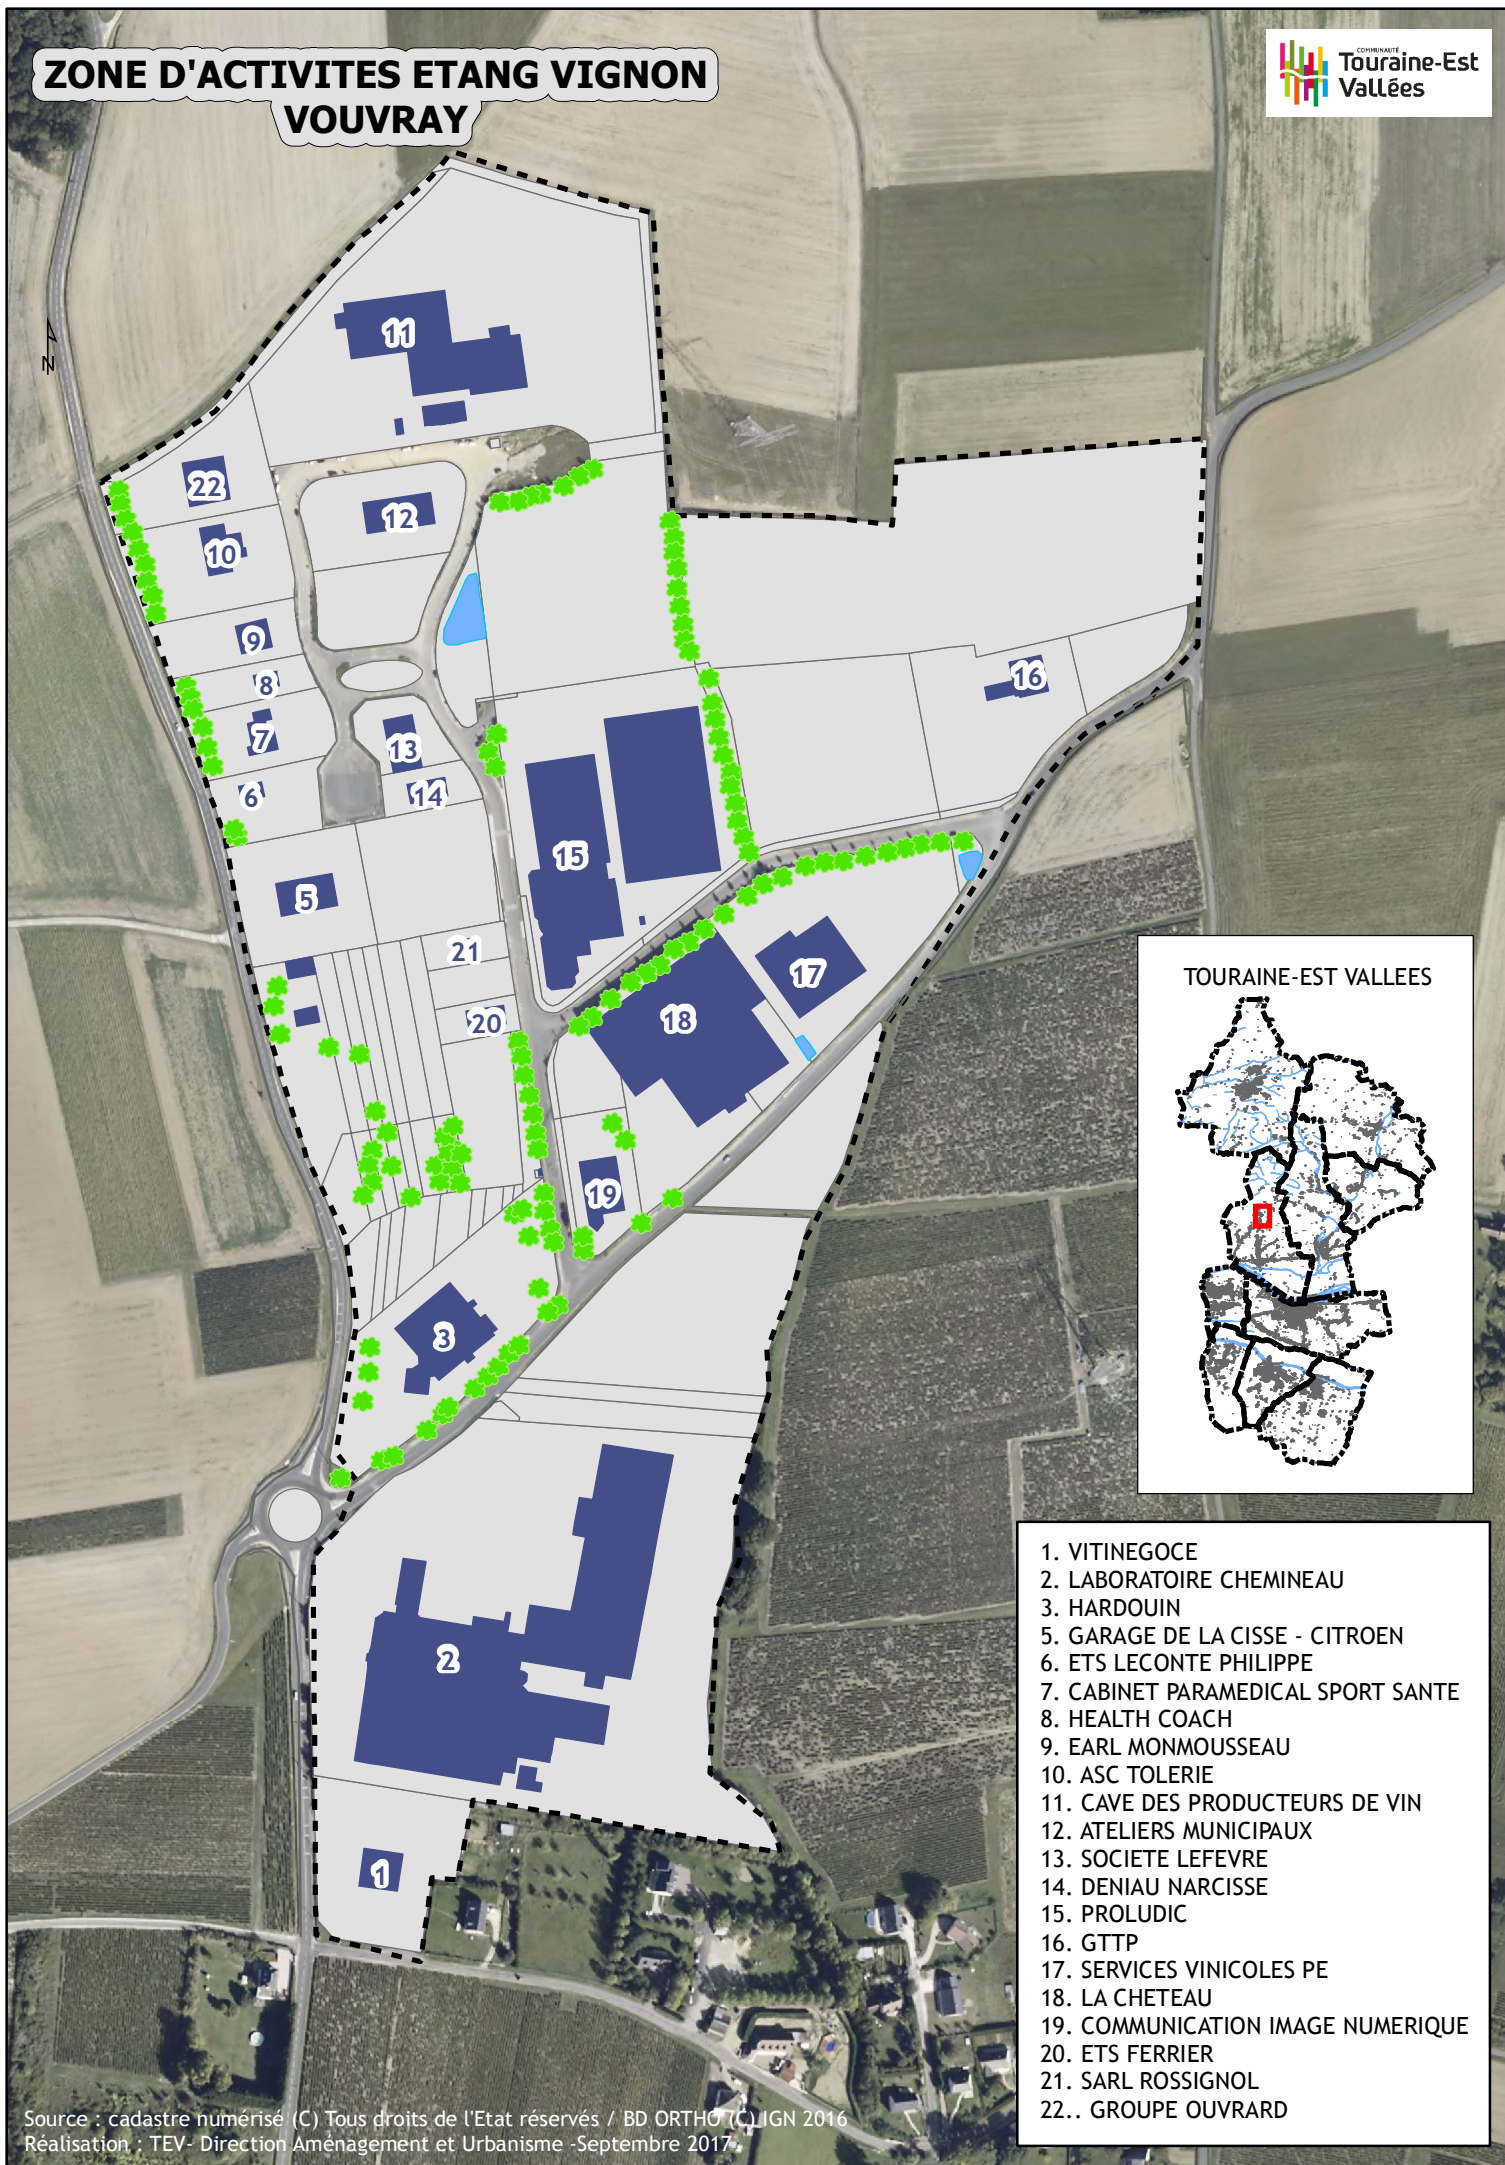 ZONE D'ACTIVITES ETANG VIGNON
VOUVRAY
COMMUNAUTÉ
Touraine-Est
Vallées
N
11
22
12
10
9
8
7
6
13
14
16
15
5
21
20
17
18
19
3
2
1
TOURAINE-EST VALLEES
1. VITINEGOCE
2. LABORATOIRE CHEMINEAU
3. HARDOUIN
5. GARAGE DE LA CISSE - CITROEN
6. ETS LECONTE PHILIPPE
7. CABINET PARAMEDICAL SPORT SANTE
8. HEALTH COACH
9. EARL MONMOUSSEAU
10. ASC TOLERIE
11. CAVE DES PRODUCTEURS DE VIN
12. ATELIERS MUNICIPAUX
13. SOCIETE LEFEVRE
14. DENIAU NARCISSE
15. PROLUDIC
16. GTTP
17. SERVICES VINICOLES PE
18. LA CHETEAU
19. COMMUNICATION IMAGE NUMERIQUE
20. ETS FERRIER
21. SARL ROSSIGNOL
22.. GROUPE OUVRARD
Source : cadastre numérisé (C) Tous droits de l'Etat réservés / BD ORTHO (C) IGN 2016
Réalisation : TEV- Direction Aménagement et Urbanisme -Septembre 2017